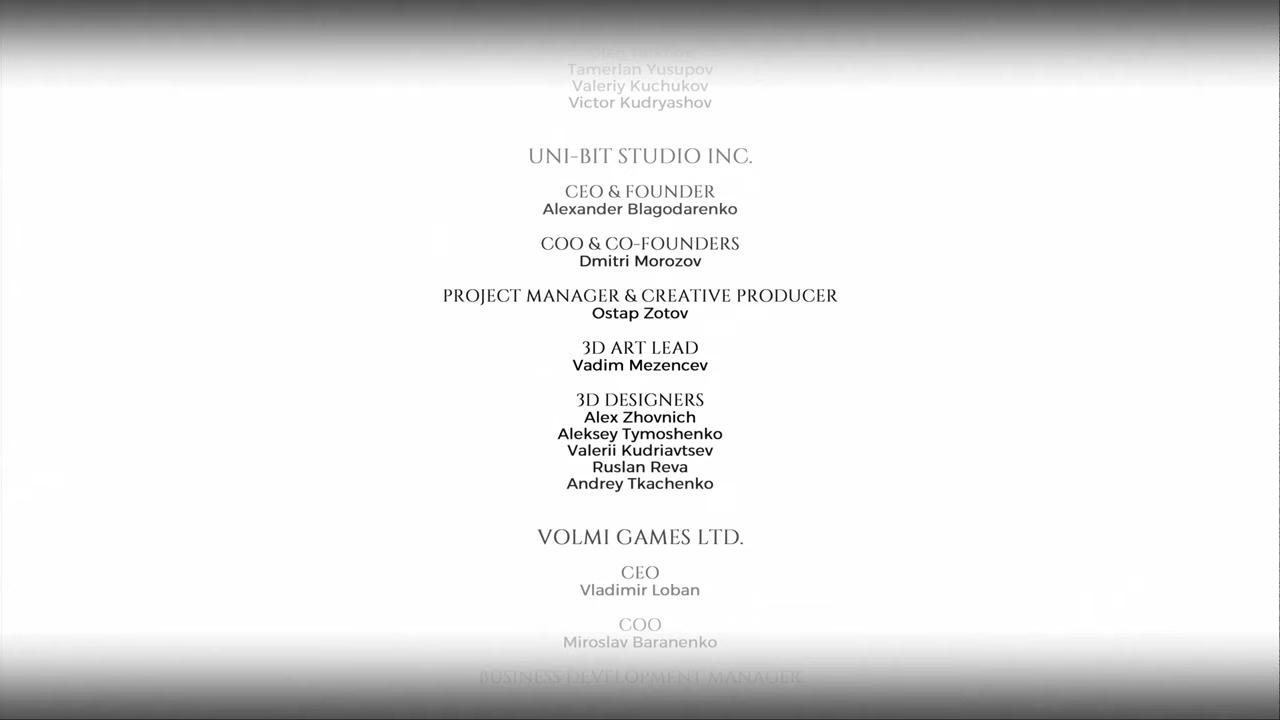 Tamerlan Yusupov
Valeriy Kuchukov
Victor Kudryashov
UNI-BIT STUDIO INC.
CEO & FOUNDER
Alexander Blagodarenko
COO & CO-FOUNDERS
Dmitri Morozov
PROJECT MANAGER & CREATIVE PRODUCER
Ostap Zotov
3D ART LEAD
Vadim Mezencev
3D DESIGNERS
Alex Zhovnich
Aleksey Tymoshenko
Valerii Kudriavtsev
Ruslan Reva
Andrey Tkachenko
VOLMI GAMES LTD.
CEO
Vladimir Loban
COO
Miroslav Baranenko
BUSINESS DEVELOPMENT MANAGER